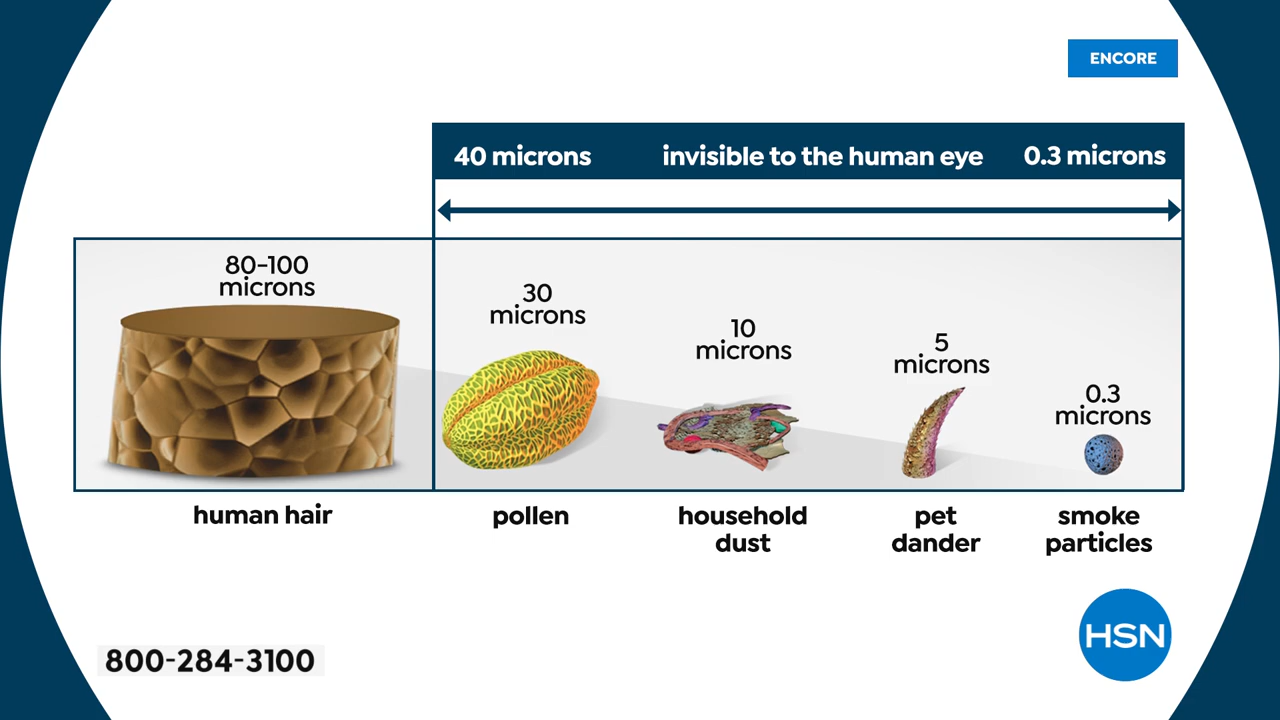 ENCORE
40 microns invisible to the human eye 0.3 microns
80-100
microns
30
microns
10
microns
5
microns
0.3
microns
human hair
pollen
household
dust
pet
dander
smoke
particles
HSN
800-284-3100